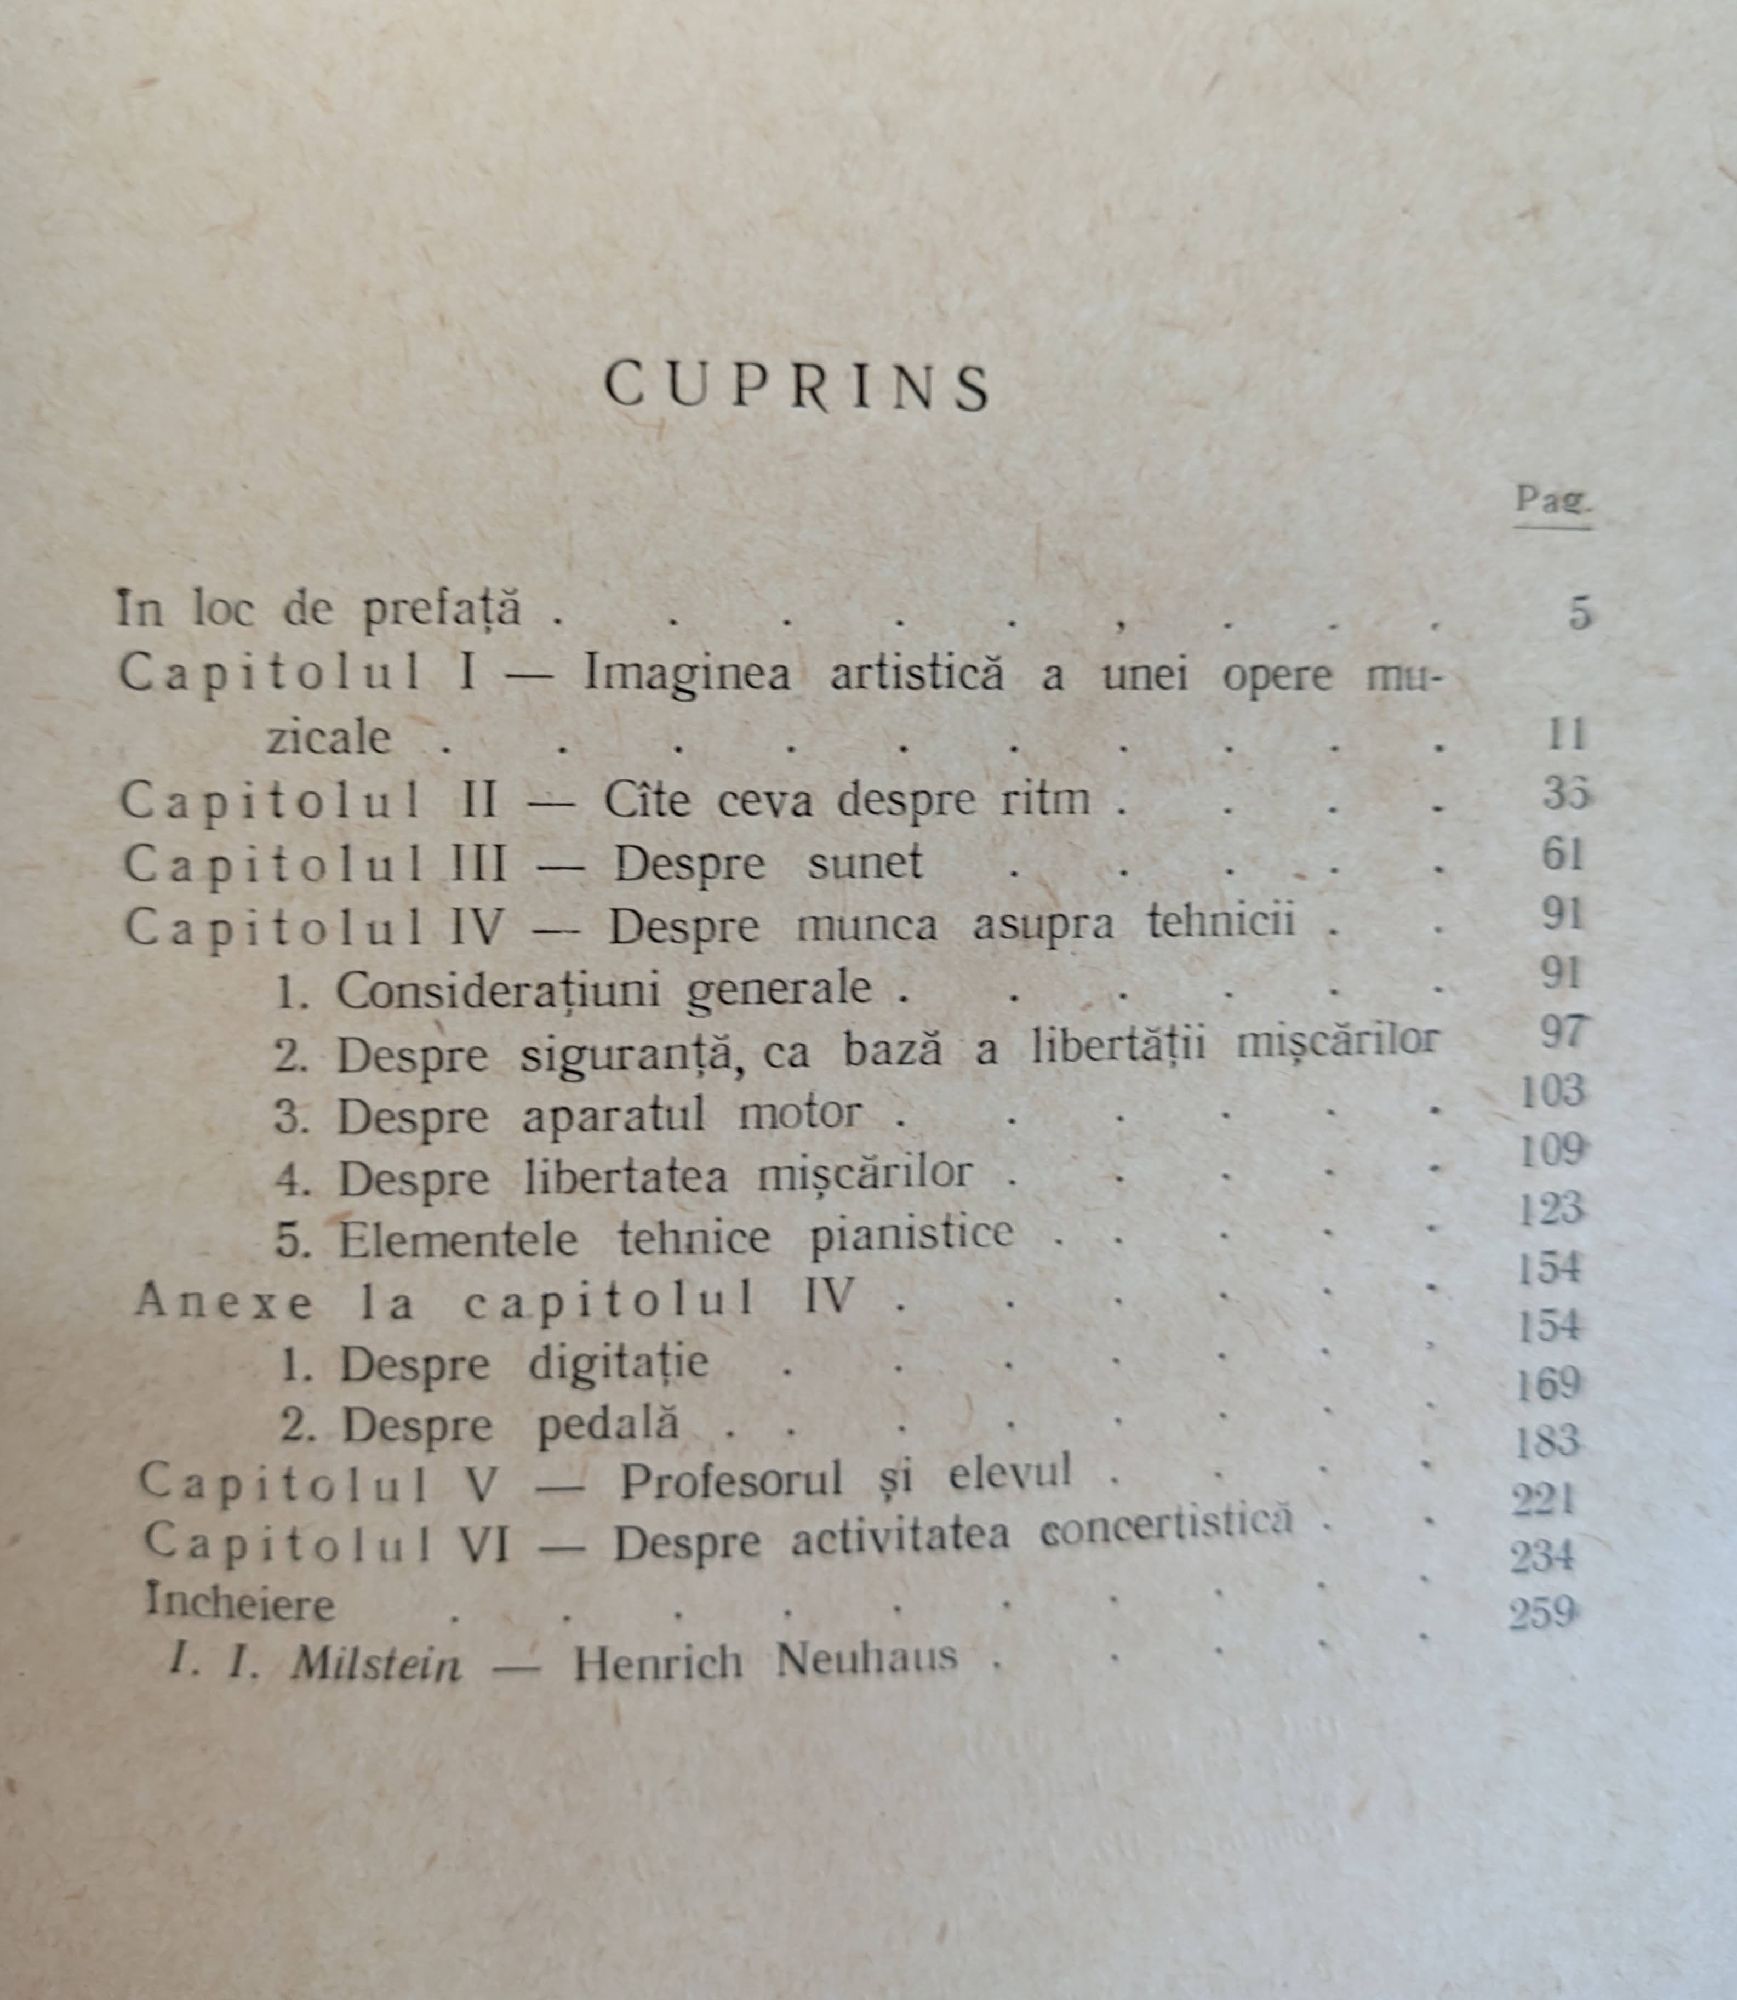 CUPRINS
Pag.
In loc de prefață . . . . . , . . . 5
Capitolul I — Imaginea artistică a unei opere mu-
zicale . . . . . . . . . . 11
Capitolul II — Cîte ceva despre ritm . . . .
Capitolul III — Despre sunet . . . . . 61
Capitolul IV — Despre munca asupra tehnicii . . 91
1. Considerațiuni generale . . . . . . 91
2. Despre siguranță, ca bază a libertății mișcărilor 97
3. Despre aparatul motor . . . . . . 103
4. Despre libertatea mișcărilor . . . . . 109
5. Elementele tehnice pianistice . . . . . 123
Anexe la capitolul IV . . . . . . 154
1. Despre digitație . . . . . . . 154
2. Despre pedală . . . . . . . . 169
Capitolul V — Profesorul și elevul . . . . 183
Capitolul VI — Despre activitatea concertistică . . 221
Incheiere . . . . . . . . . . 234
I. I. Milstein — Henrich Neuhaus . . . . . 259